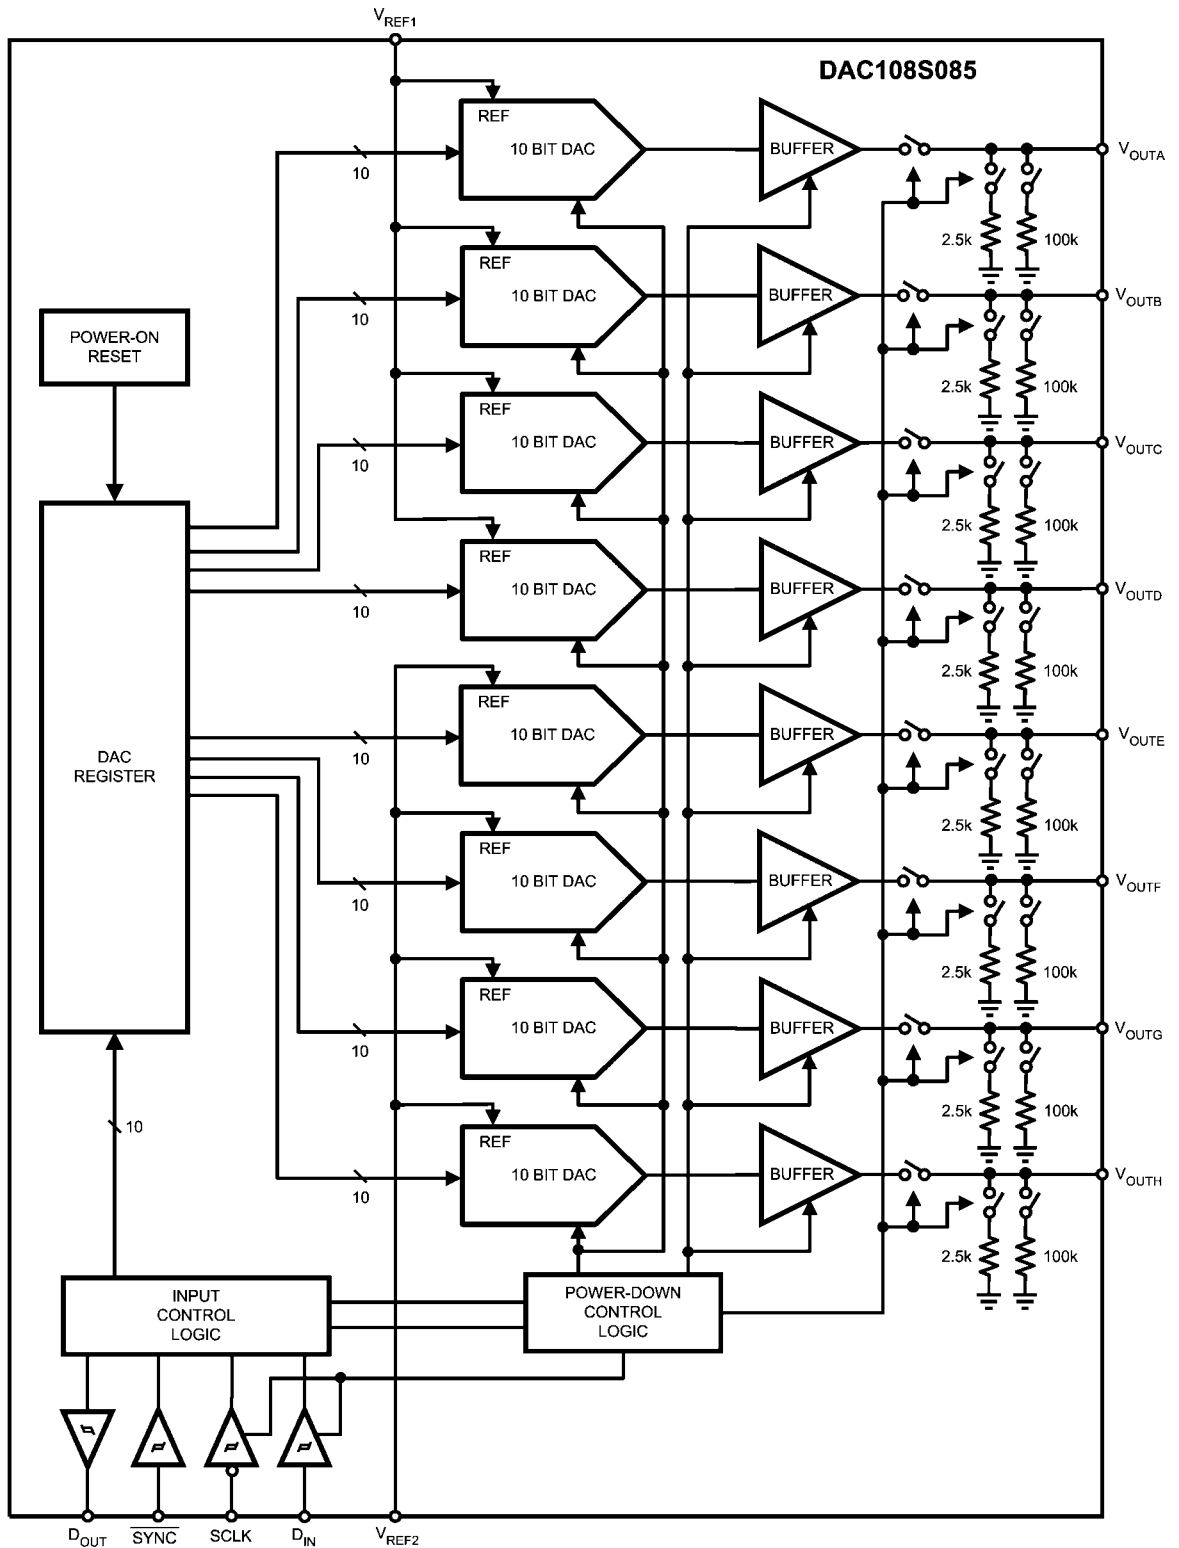 VREF1
DAC108S085
REF
10 BIT DAC
BUFFER
VOUTA
10
2.5k
100k
REF
10 BIT DAC
BUFFER
VOUTB
10
2.5k
100k
POWER-ON
RESET
REF
10 BIT DAC
BUFFER
VOUTC
10
2.5k
100k
REF
10 BIT DAC
BUFFER
VOUTD
10
2.5k
100k
DAC
REGISTER
REF
10 BIT DAC
BUFFER
VOUTE
10
2.5k
100k
REF
10 BIT DAC
BUFFER
VOUTF
10
2.5k
100k
REF
10 BIT DAC
BUFFER
VOUTG
10
2.5k
100k
10
REF
10 BIT DAC
BUFFER
VOUTH
10
2.5k
100k
INPUT
CONTROL
LOGIC
POWER-DOWN
CONTROL
LOGIC
DOUT
SYNC
SCLK
DIN
VREF2